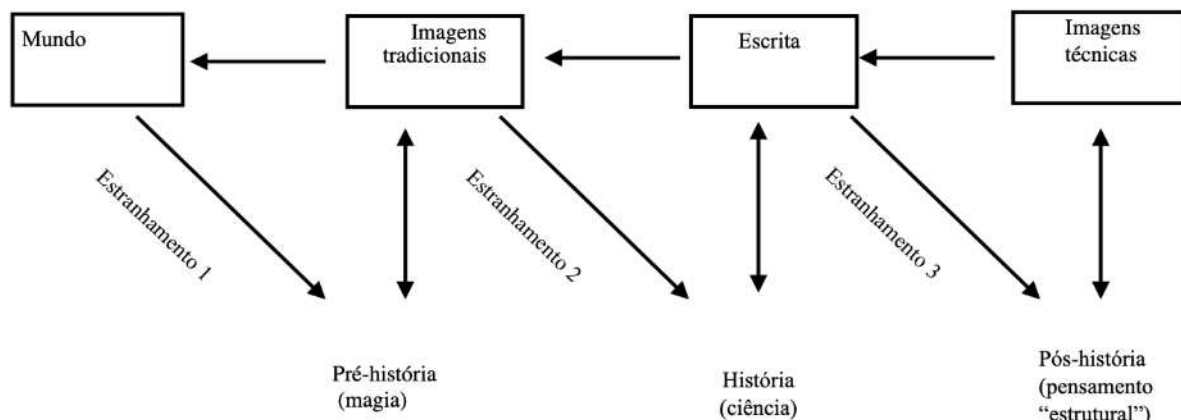 Mundo
Imagens
tradicionais
Escrita
Imagens
técnicas
Estranhamento 1
Estranhamento 2
Estranhamento 3
Pré-história
(magia)
História
(ciência)
Pós-história
(pensamento
“estrutural”)